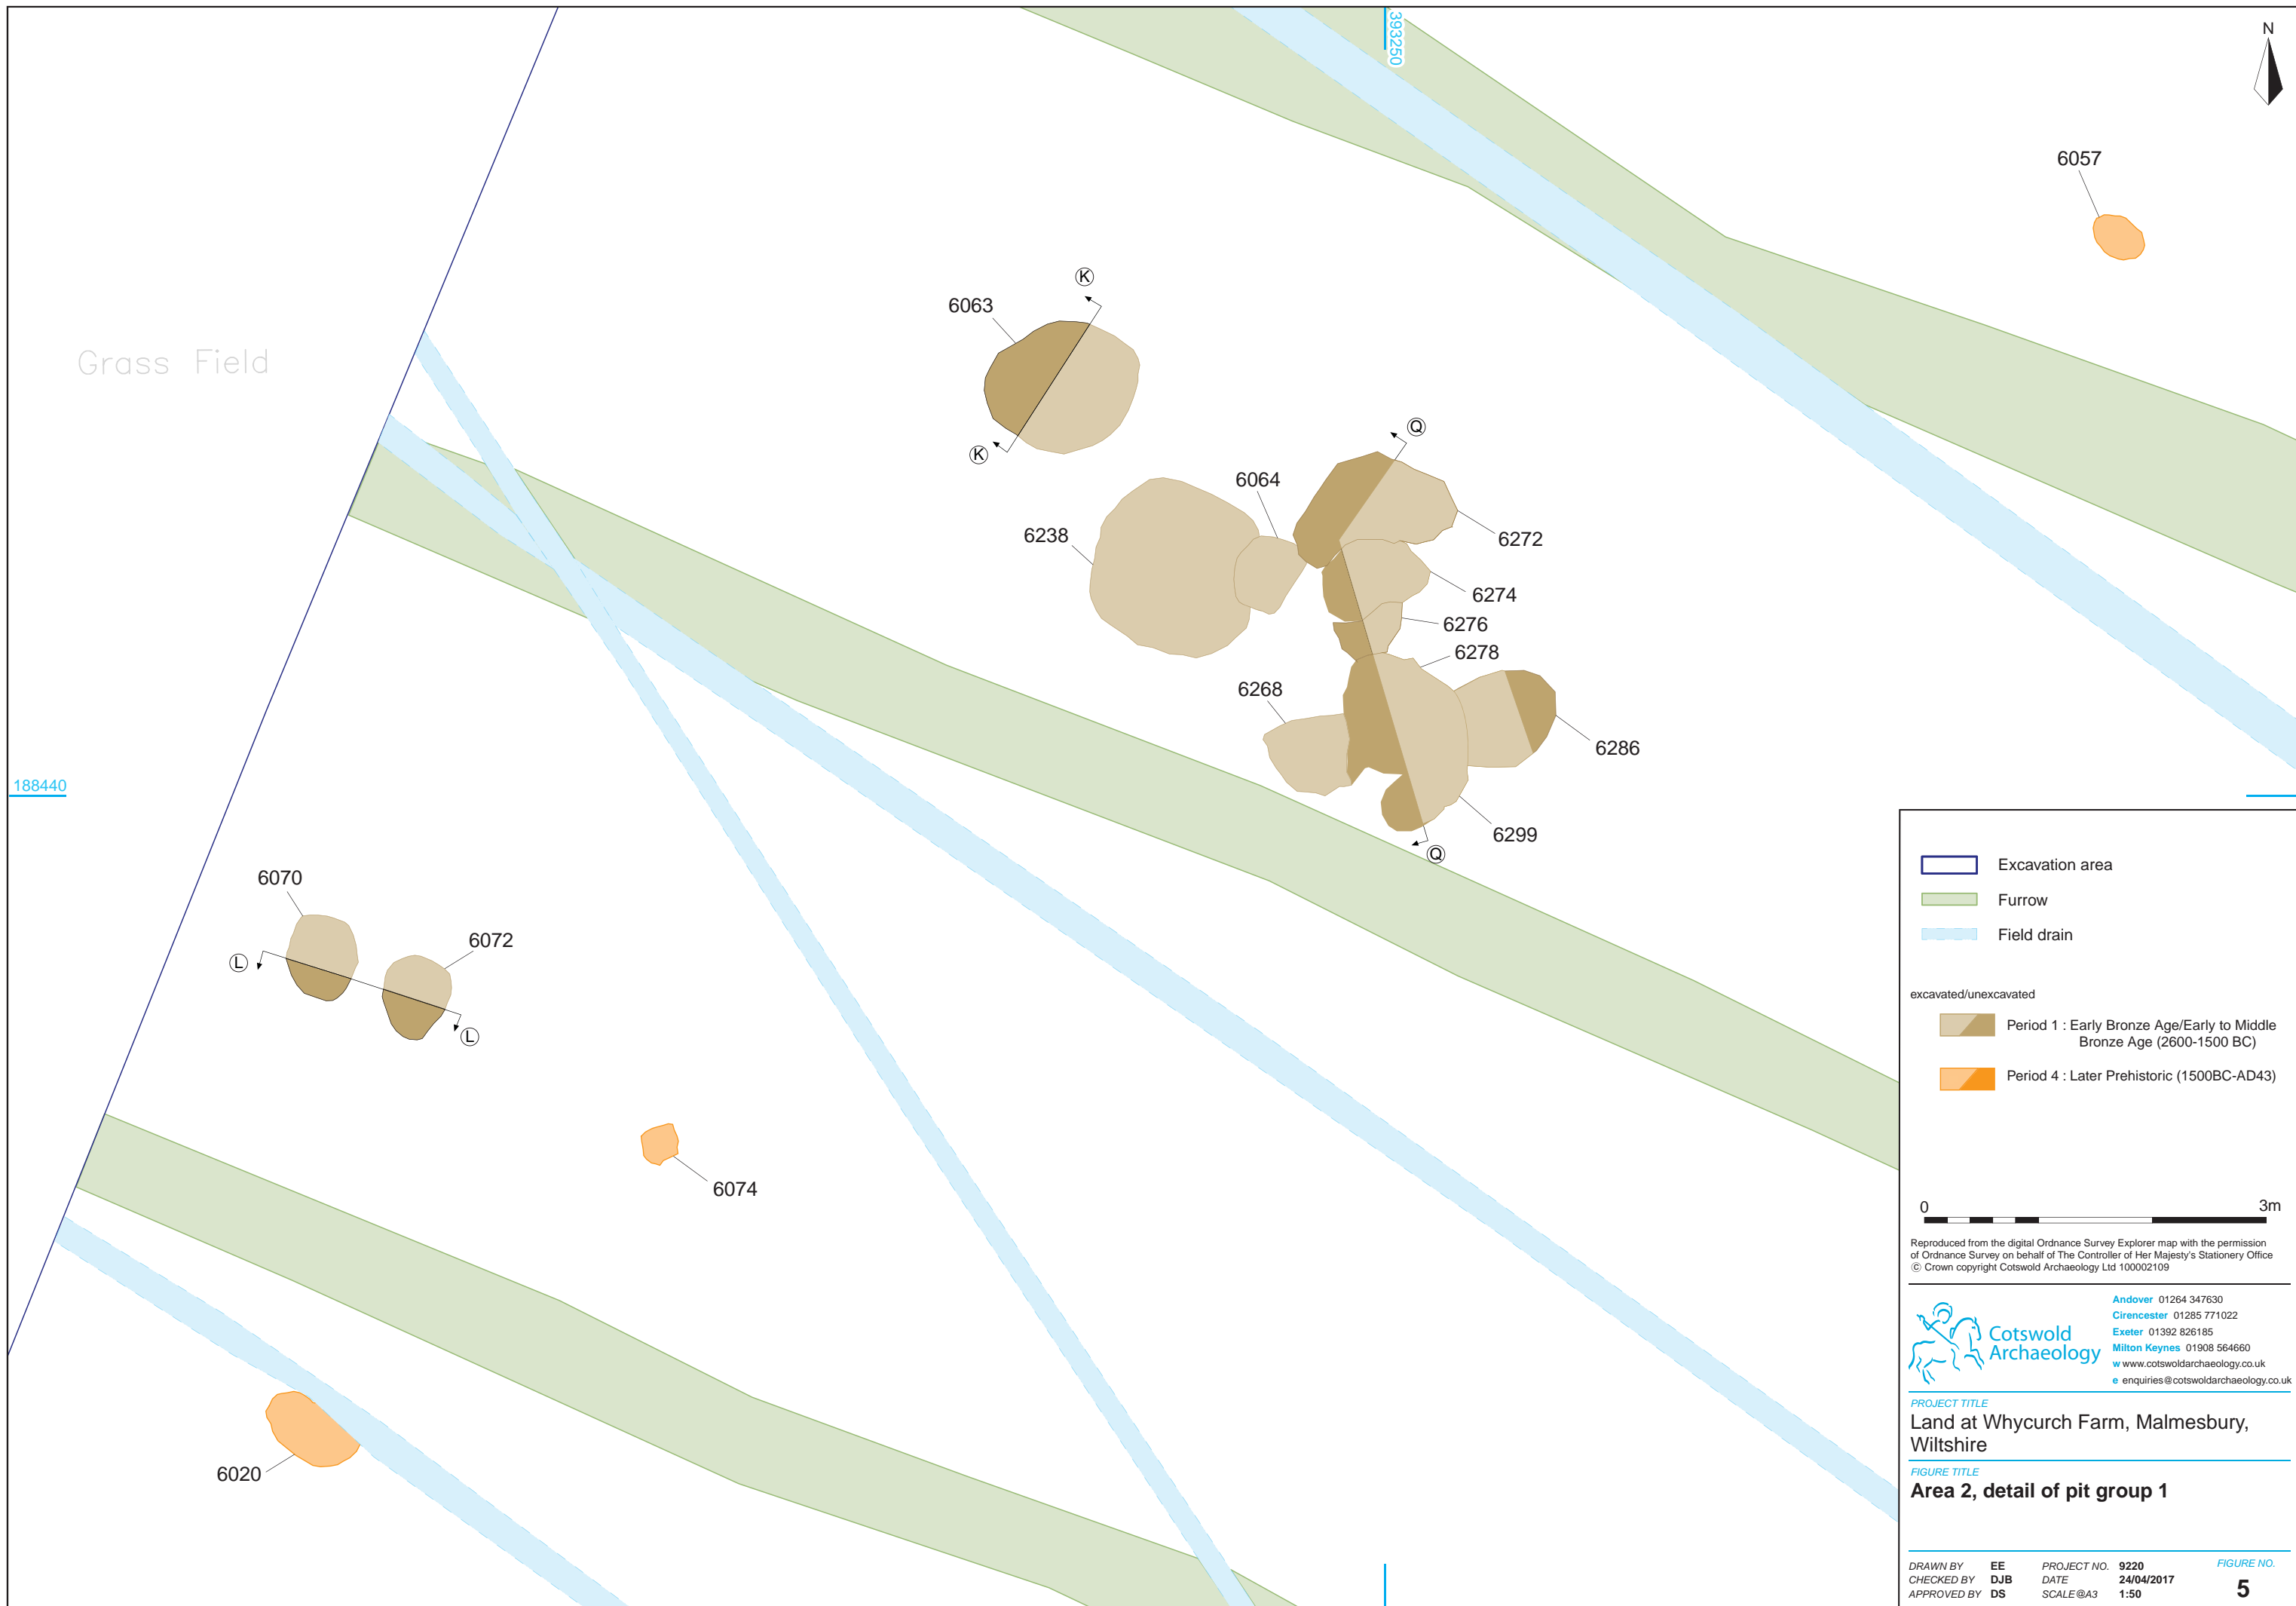 393250
N
6057
K
6063
Grass Field
K
Q
6064
6238
6272
6274
6276
6278
6268
6286
188440
6299
Q
6070
6072
L
L
6074
6020
Excavation area
Furrow
Field drain
excavated/unexcavated
Period 1 : Early Bronze Age/Early to Middle
Bronze Age (2600-1500 BC)
Period 4 : Later Prehistoric (1500BC-AD43)
0 3m
Reproduced from the digital Ordnance Survey Explorer map with the permission
of Ordnance Survey on behalf of The Controller of Her Majesty's Stationery Office
© Crown copyright Cotswold Archaeology Ltd 100002109
Cotswold
Archaeology
Andover 01264 347630
Cirencester 01285 771022
Exeter 01392 826185
Milton Keynes 01908 564660
w www.cotswoldarchaeology.co.uk
e enquiries@cotswoldarchaeology.co.uk
PROJECT TITLE
Land at Whycurch Farm, Malmesbury,
Wiltshire
FIGURE TITLE
Area 2, detail of pit group 1
DRAWN BY EE PROJECT NO. 9220 FIGURE NO.
CHECKED BY DJB DATE 24/04/2017
APPROVED BY DS SCALE@A3 1:50 5